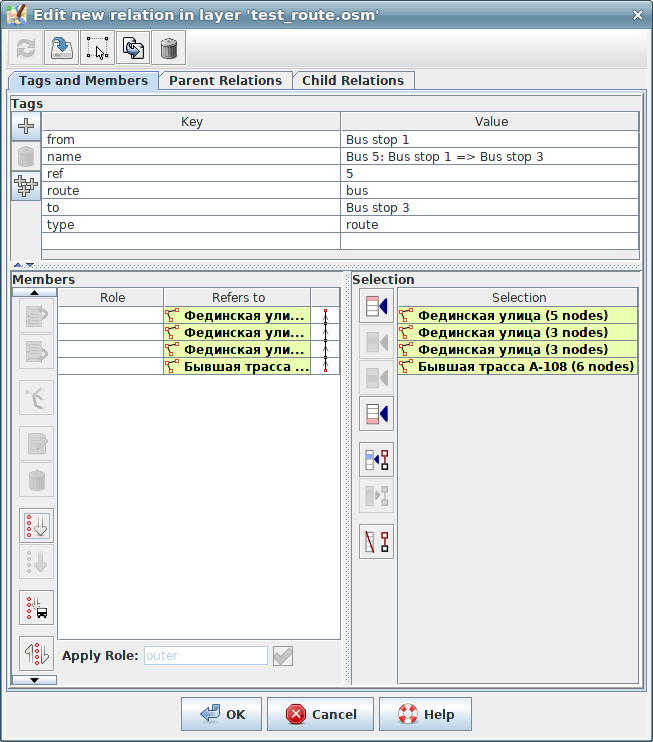 Edit new relation in layer 'test_route.osm'
Tags and Members Parent Relations Child Relations
Tags
Key Value
from Bus stop 1
name Bus 5: Bus stop 1 => Bus stop 3
ref 5
route bus
to Bus stop 3
type route
Members
Role Refers to
Фединская ули...
Фединская ули...
Фединская ули...
Бывшая трасса ...
Apply Role: outer
Selection
Selection
Фединская улица (5 nodes)
Фединская улица (3 nodes)
Фединская улица (3 nodes)
Бывшая трасса А-108 (6 nodes)
OK Cancel Help